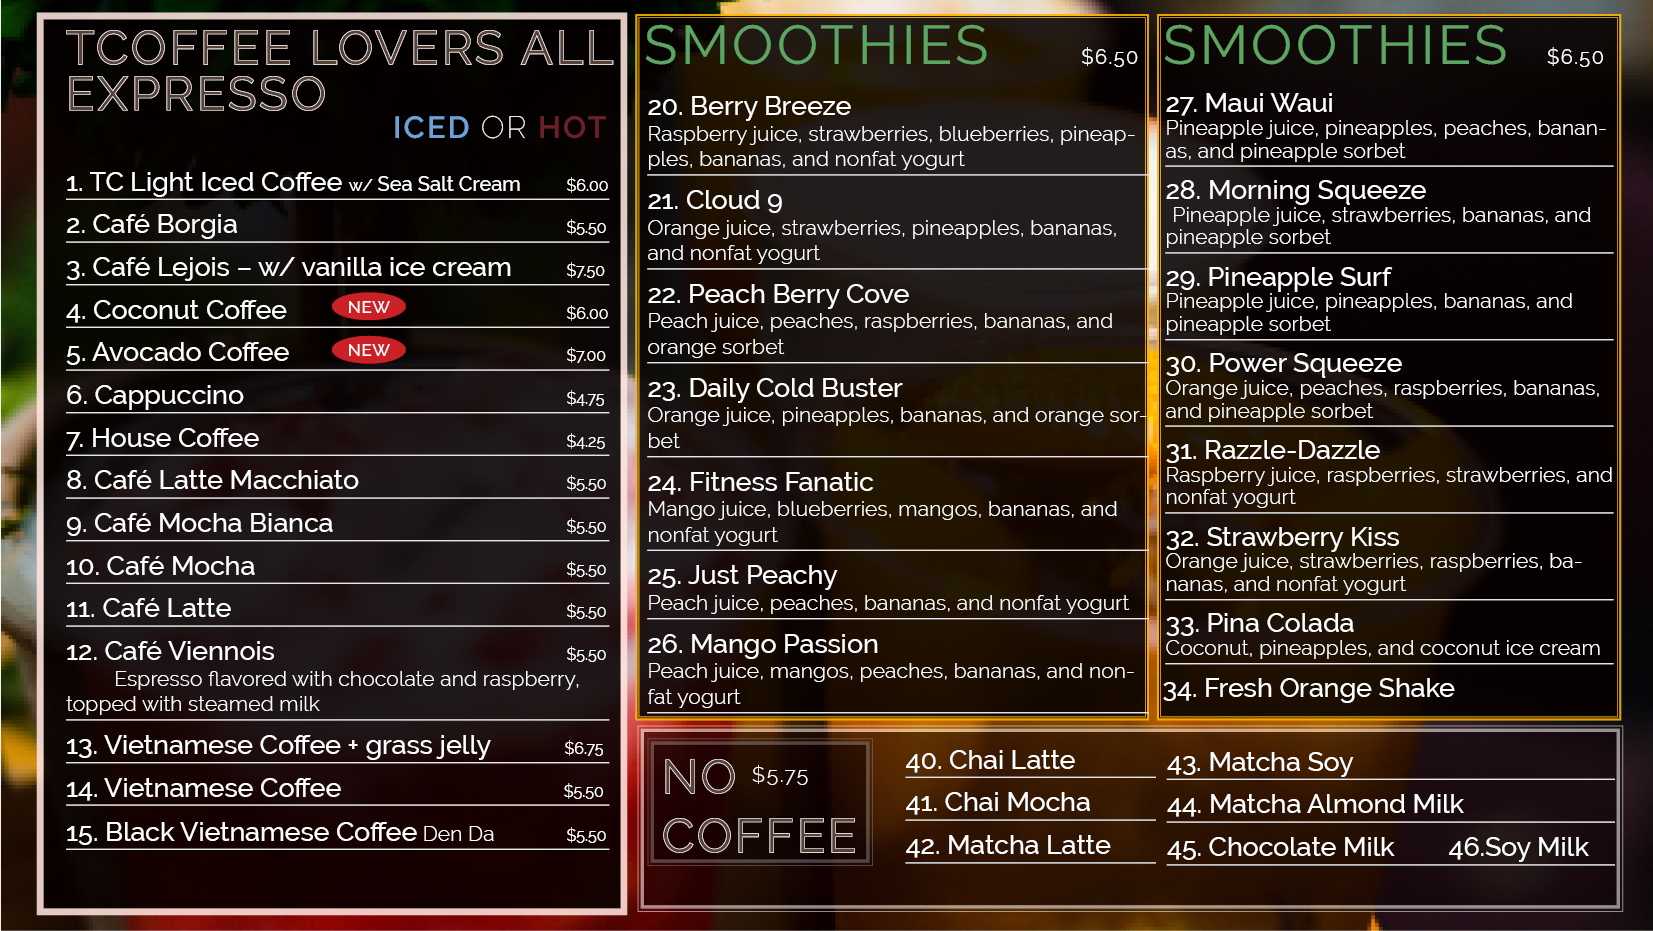 TCOFFEE LOVERS ALL
EXPRESSO
ICED OR HOT
1. TC Light Iced Coffee w/ Sea Salt Cream $6.00
2. Café Borgia $5.50
3. Café Lejois – w/ vanilla ice cream $7.50
4. Coconut Coffee NEW $6.00
5. Avocado Coffee NEW $7.00
6. Cappuccino $4.75
7. House Coffee $4.25
8. Café Latte Macchiato $5.50
9. Café Mocha Bianca $5.50
10. Café Mocha $5.50
11. Café Latte $5.50
12. Café Viennois $5.50
Espresso flavored with chocolate and raspberry,
topped with steamed milk
13. Vietnamese Coffee + grass jelly $6.75
14. Vietnamese Coffee $5.50
15. Black Vietnamese Coffee Den Da $5.50
SMOOTHIES $6.50
20. Berry Breeze
Raspberry juice, strawberries, blueberries, pineap-
ples, bananas, and nonfat yogurt
21. Cloud 9
Orange juice, strawberries, pineapples, bananas,
and nonfat yogurt
22. Peach Berry Cove
Peach juice, peaches, raspberries, bananas, and
orange sorbet
23. Daily Cold Buster
Orange juice, pineapples, bananas, and orange sor-
bet
24. Fitness Fanatic
Mango juice, blueberries, mangos, bananas, and
nonfat yogurt
25. Just Peachy
Peach juice, peaches, bananas, and nonfat yogurt
26. Mango Passion
Peach juice, mangos, peaches, bananas, and non-
fat yogurt
SMOOTHIES $6.50
27. Maui Waui
Pineapple juice, pineapples, peaches, banan-
as, and pineapple sorbet
28. Morning Squeeze
Pineapple juice, strawberries, bananas, and
pineapple sorbet
29. Pineapple Surf
Pineapple juice, pineapples, bananas, and
pineapple sorbet
30. Power Squeeze
Orange juice, peaches, raspberries, bananas,
and pineapple sorbet
31. Razzle-Dazzle
Raspberry juice, raspberries, strawberries, and
nonfat yogurt
32. Strawberry Kiss
Orange juice, strawberries, raspberries, ba-
nanas, and nonfat yogurt
33. Pina Colada
Coconut, pineapples, and coconut ice cream
34. Fresh Orange Shake
NO $5.75
COFFEE
40. Chai Latte
41. Chai Mocha
42. Matcha Latte
43. Matcha Soy
44. Matcha Almond Milk
45. Chocolate Milk 46.Soy Milk